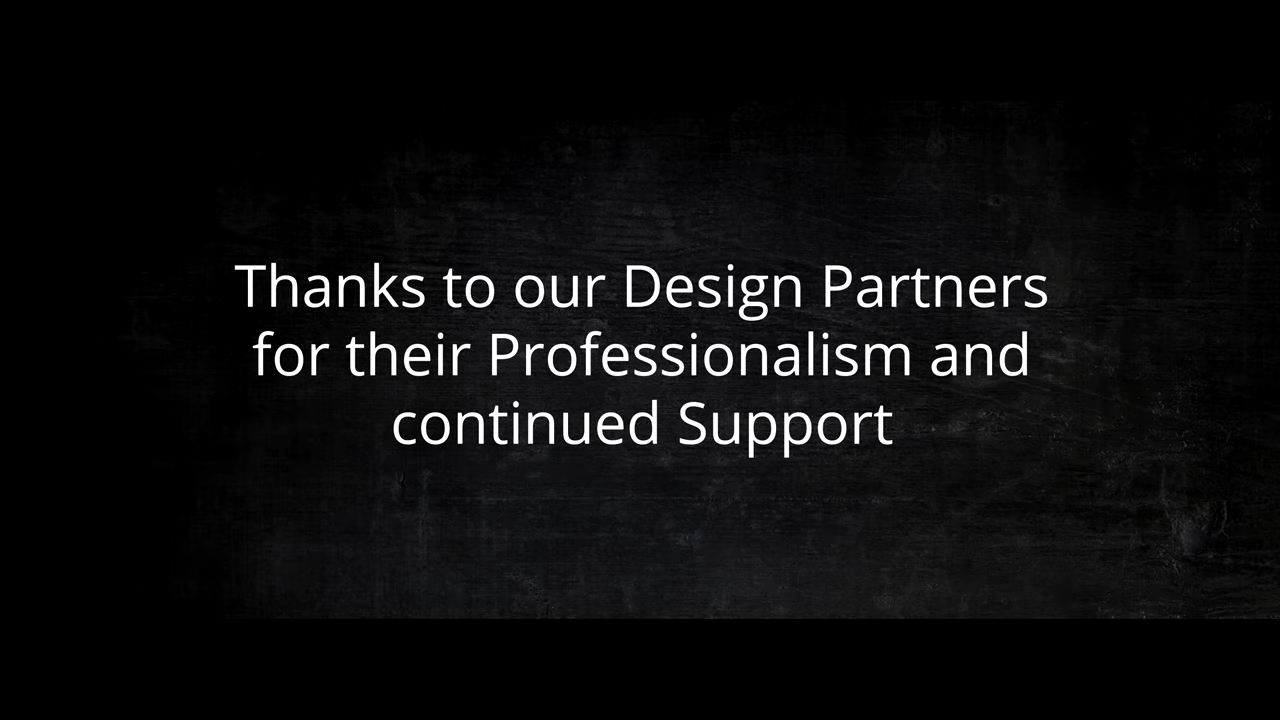 Thanks to our Design Partners
for their Professionalism and
continued Support